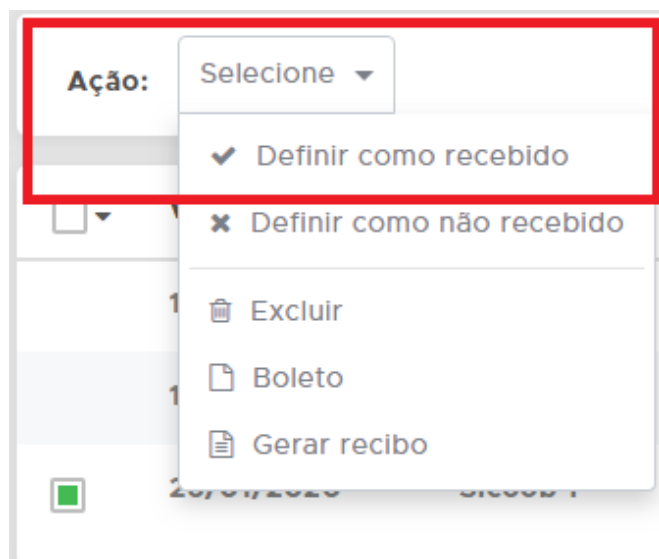 Ação: Selecione
Definir como recebido
Definir como não recebido
Excluir
Boleto
Gerar recibo